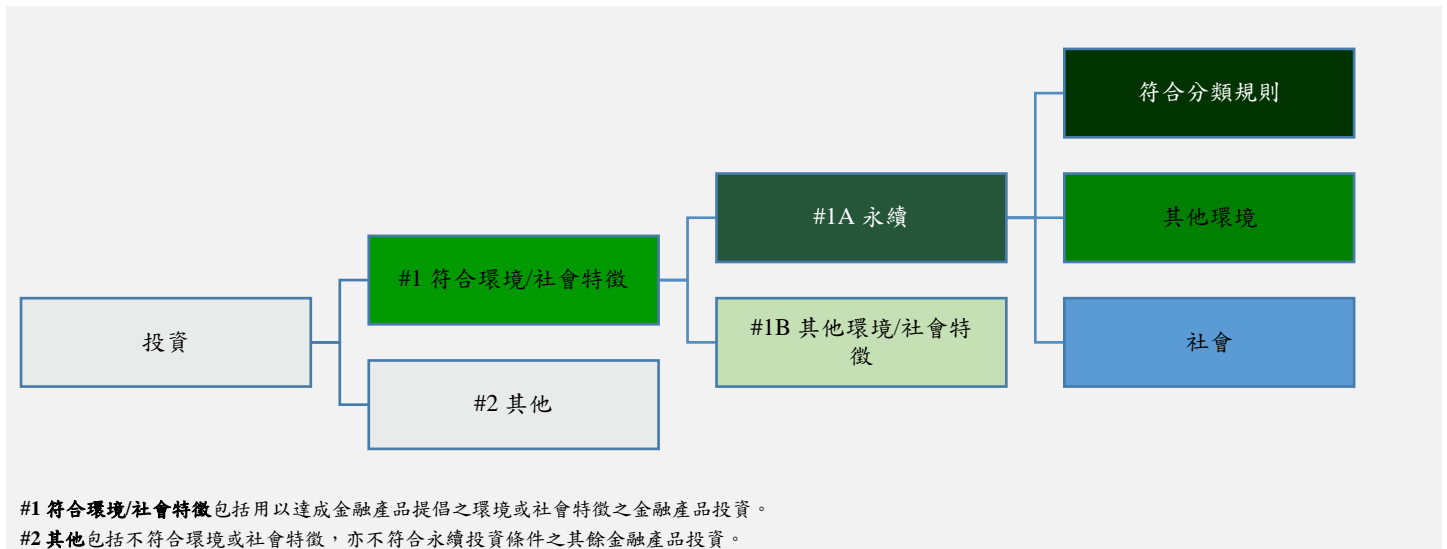 符合分類規則
#1A 永續
其他環境
#1 符合環境/社會特徵
投資
#1B 其他環境/社會特
徵
社會
#2 其他
#1 符合環境/社會特徵包括用以達成金融產品提倡之環境或社會特徵之金融產品投資。
#2 其他包括不符合環境或社會特徵，亦不符合永續投資條件之其餘金融產品投資。